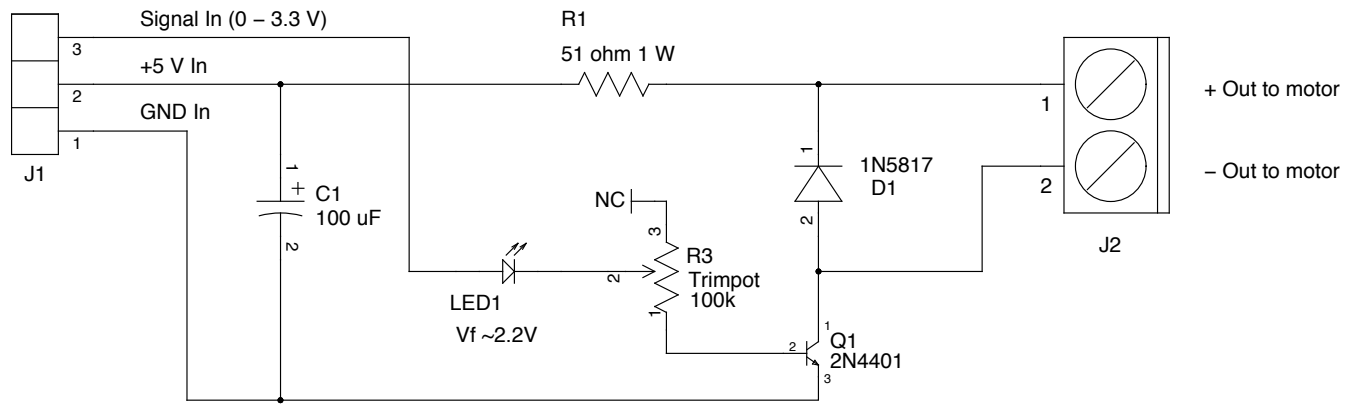 Signal In (0 – 3.3 V)
3
+5 V In
2
GND In
1
J1
R1
51 ohm 1 W
1
+ Out to motor
2
– Out to motor
J2
1
+
C1
100 uF
2
1
1N5817
D1
2
NC
3
R3
Trimpot
100k
2
1
LED1
Vf ~2.2V
1
2
Q1
2N4401
3